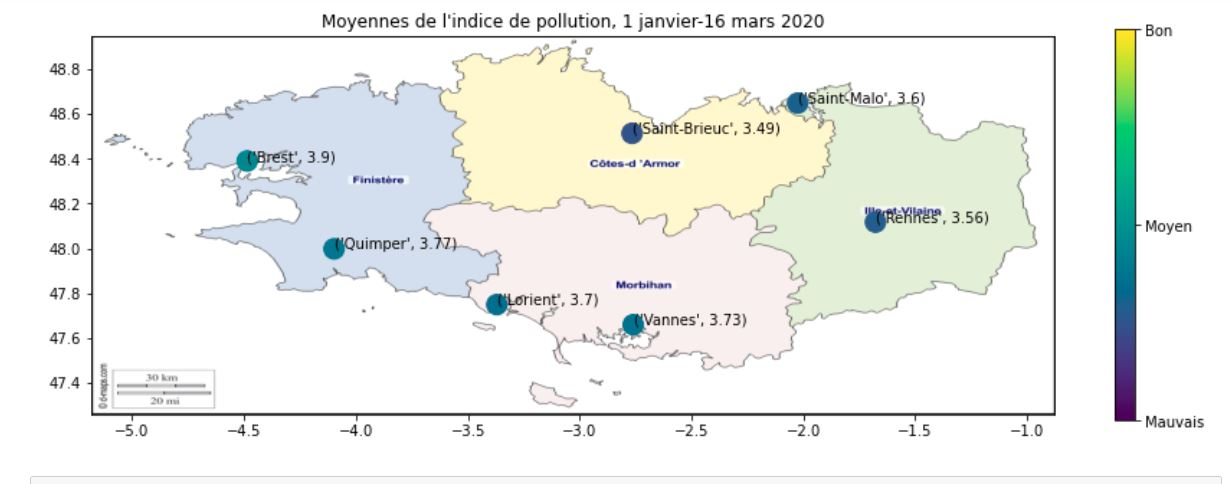 Moyennes de l'indice de pollution, 1 janvier-16 mars 2020
Bon
48.8
('Saint-Malo', 3.6)
48.6
('Saint-Brieuc', 3.49)
48.4
('Brest', 3.9)
Côtes-d 'Armor
Finistère
48.2
Ille-et-Vilaine
('Rennes', 3.56)
Moyen
('Quimper', 3.77)
48.0
Morbihan
47.8
('Lorient', 3.7)
('Vannes', 3.73)
47.6
47.4
© d-maps.com
30 km
20 mi
Mauvais
−5.0 −4.5 −4.0 −3.5 −3.0 −2.5 −2.0 −1.5 −1.0